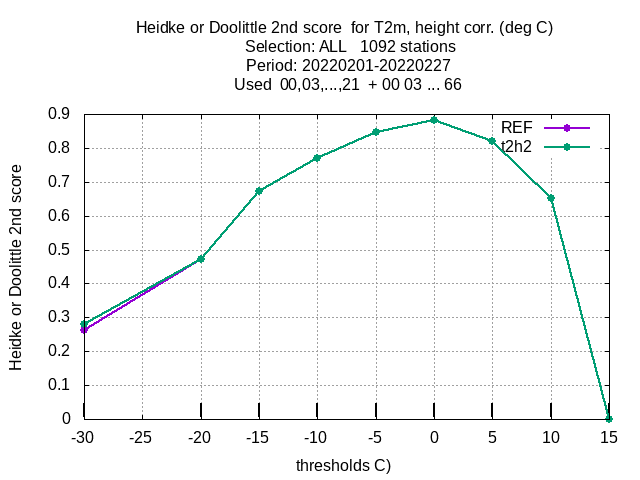 Heidke or Doolittle 2nd score  for T2m, height corr. (deg C)
Selection: ALL   1092 stations
Period: 20220201-20220227
Used  00,03,...,21  + 00 03 ... 66
Heidke or Doolittle 2nd score
0.9
0.8
0.7
0.6
0.5
0.4
0.3
0.2
0.1
0
REF
t2h2
-30 -25 -20 -15 -10 -5 0 5 10 15
thresholds C)